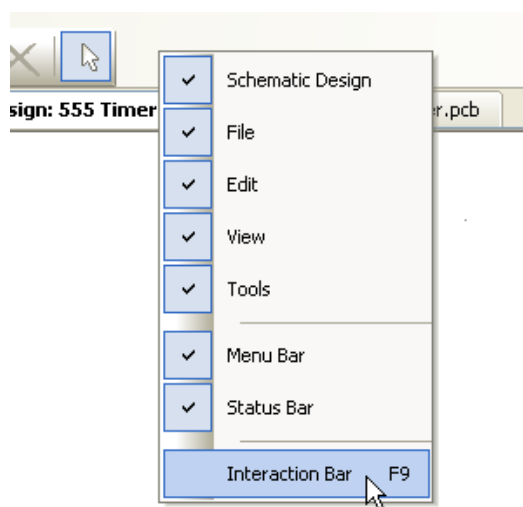 sign: 555 Timer
r.pcb
Schematic Design
File
Edit
View
Tools
Menu Bar
Status Bar
Interaction Bar F9